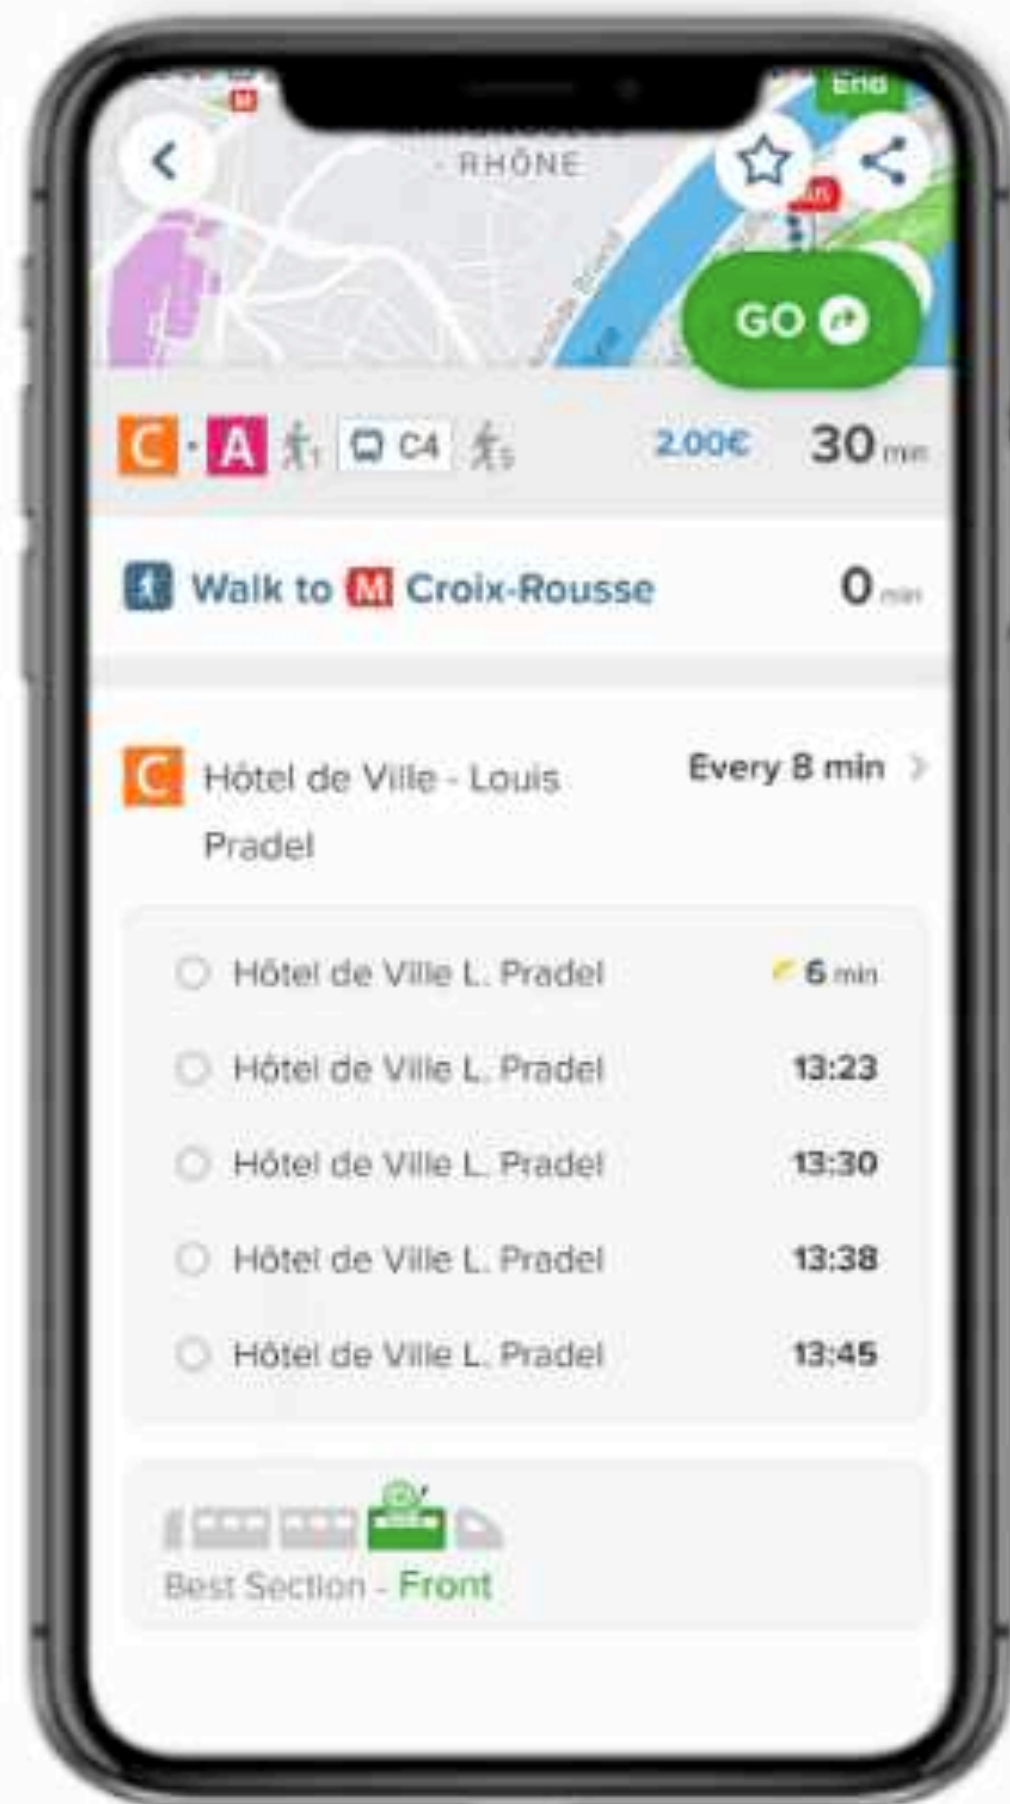 End
M
- RHÔNE
GO
C · A 1 C4 5 2.00€ 30 min
Walk to M Croix-Rousse 0 min
C Hôtel de Ville - Louis Pradel Every 8 min
Hôtel de Ville L. Pradel 6 min
Hôtel de Ville L. Pradel 13:23
Hôtel de Ville L. Pradel 13:30
Hôtel de Ville L. Pradel 13:38
Hôtel de Ville L. Pradel 13:45
Best Section - Front